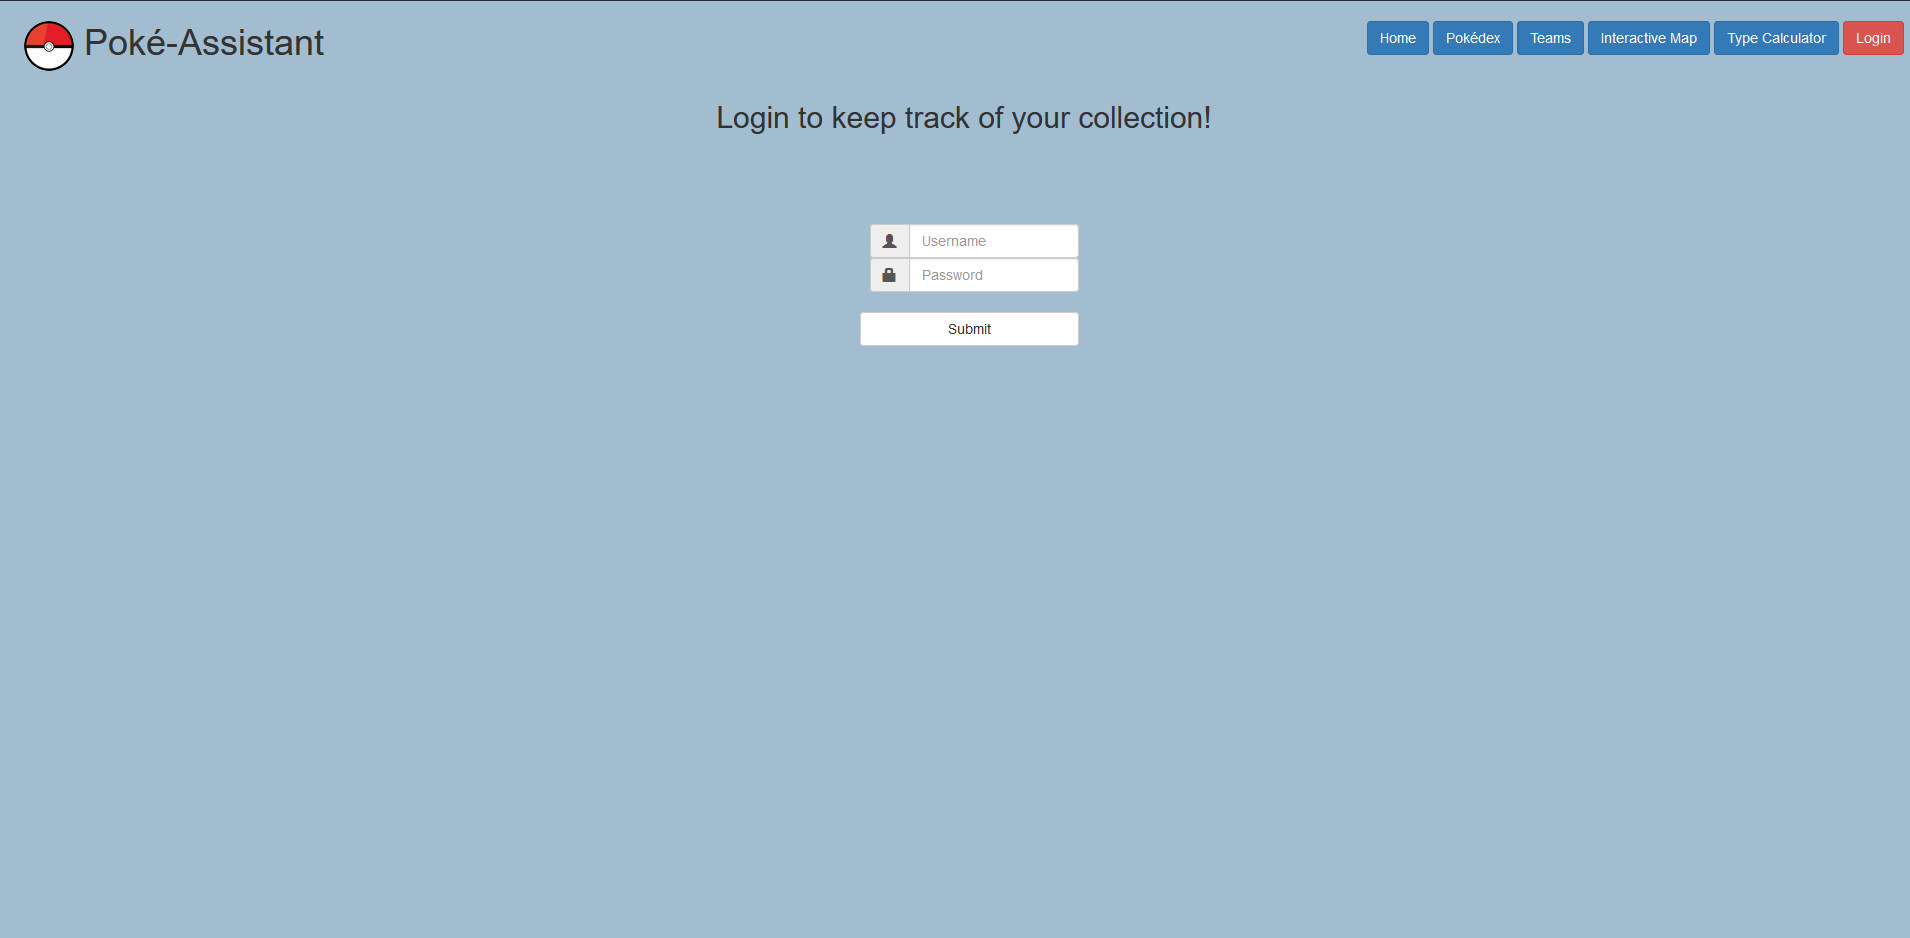 Poké-Assistant
Home Pokédex Teams Interactive Map Type Calculator Login
Login to keep track of your collection!
Username
Password
Submit